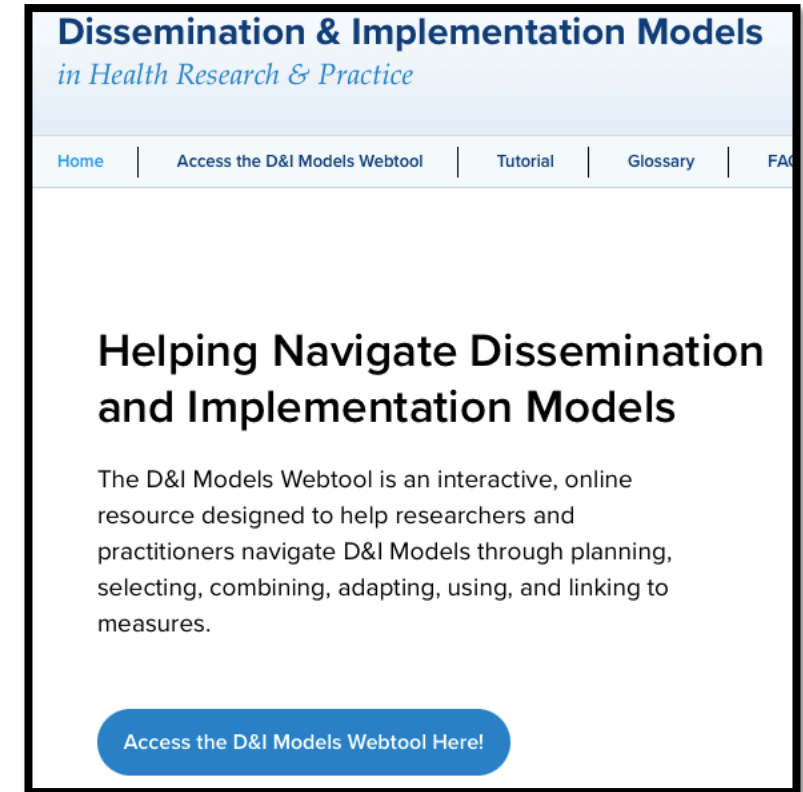 Dissemination & Implementation Models
in Health Research & Practice
Home Access the D&I Models Webtool Tutorial Glossary
Helping Navigate Dissemination
and Implementation Models
The D&I Models Webtool is an interactive, online
resource designed to help researchers and
practitioners navigate D&I Models through planning,
selecting, combining, adapting, using, and linking to
measures.
Access the D&I Models Webtool Here!